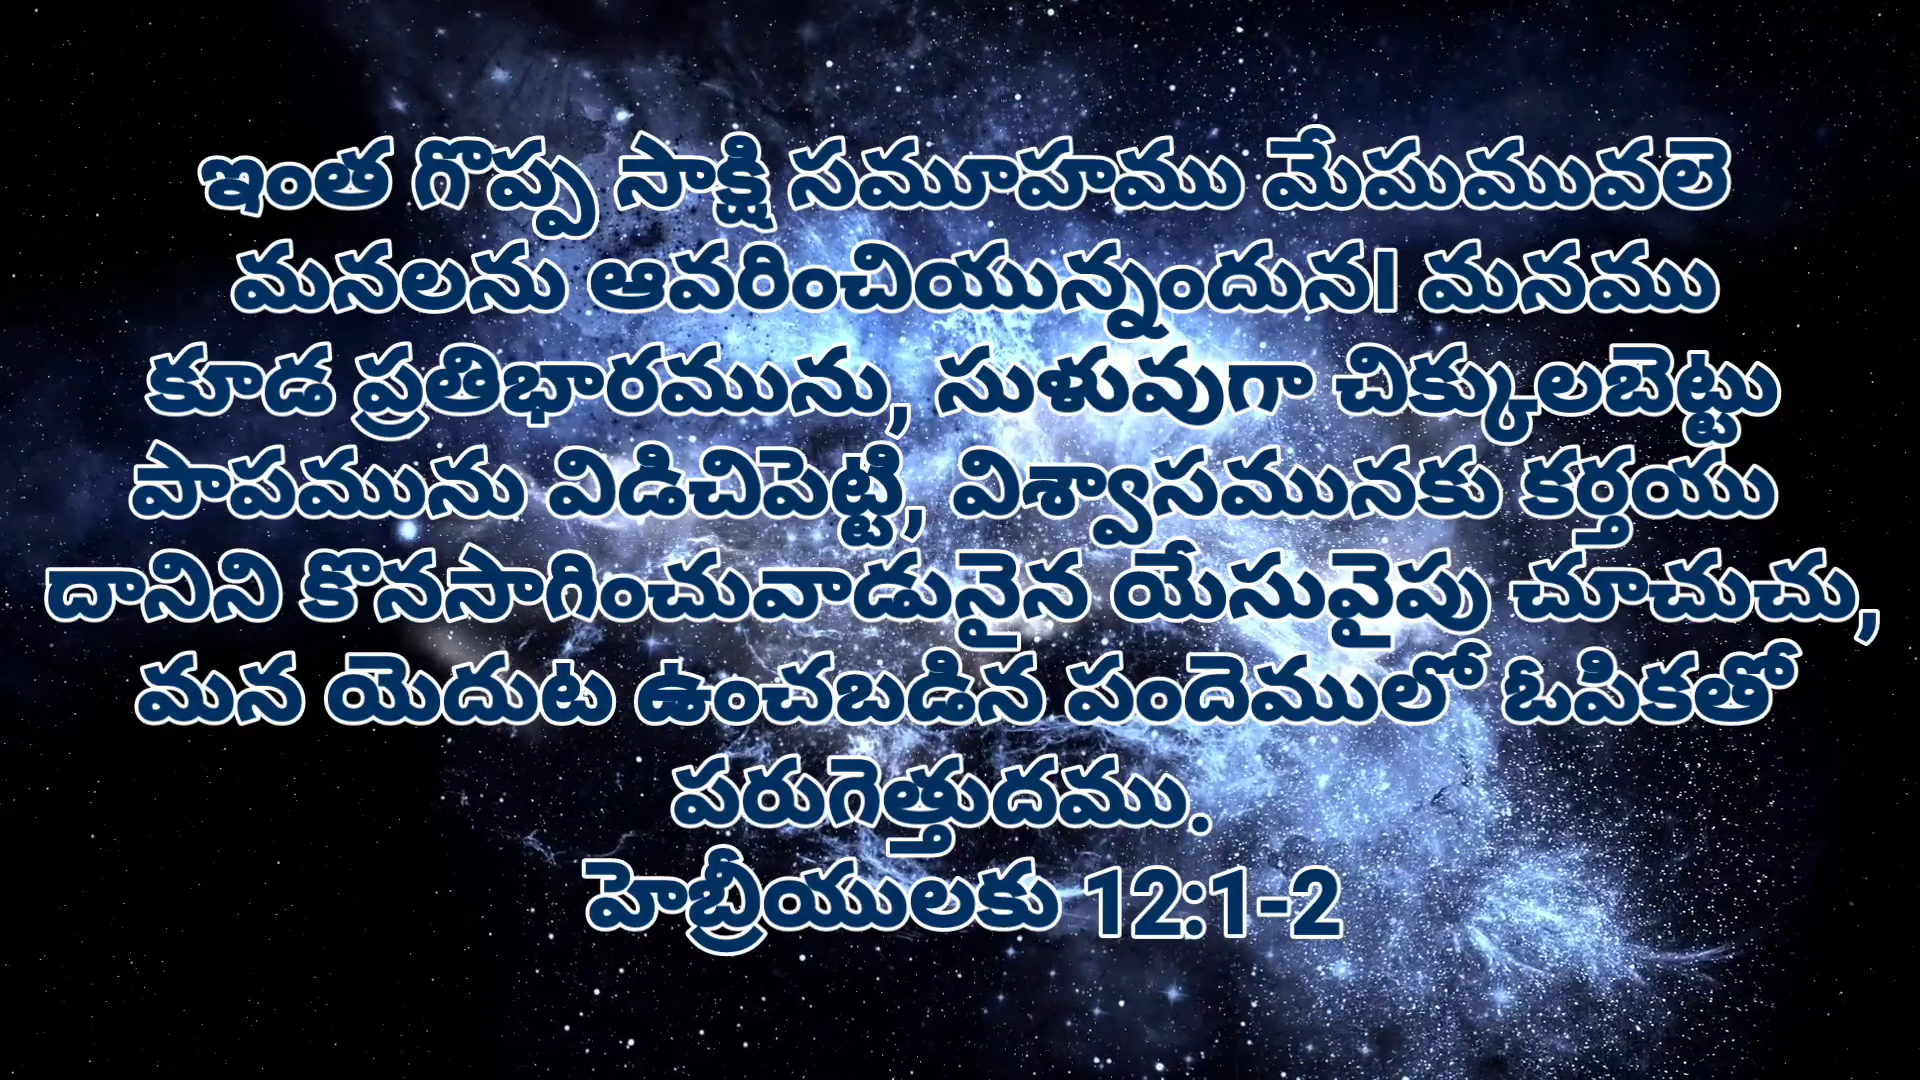 ఇంత గొప్ప సాక్షి సమూహము మేపుమువలె
మనలను ఆవరించియున్నందున| మనము
కూడ ప్రతిభారమును, సుళువుగా చిక్కులబెట్టు
పాపమును విడిచిపెట్టి, విశ్వాసమునకు కర్తయు
దానిని కొనసాగించువాడునైన యేసువైపు చూచుచు,
మన యెదుట ఉంచబడిన పందెములో ఓపికతో
పరుగెత్తుదము.
హెబ్రీయులకు 12:1-2